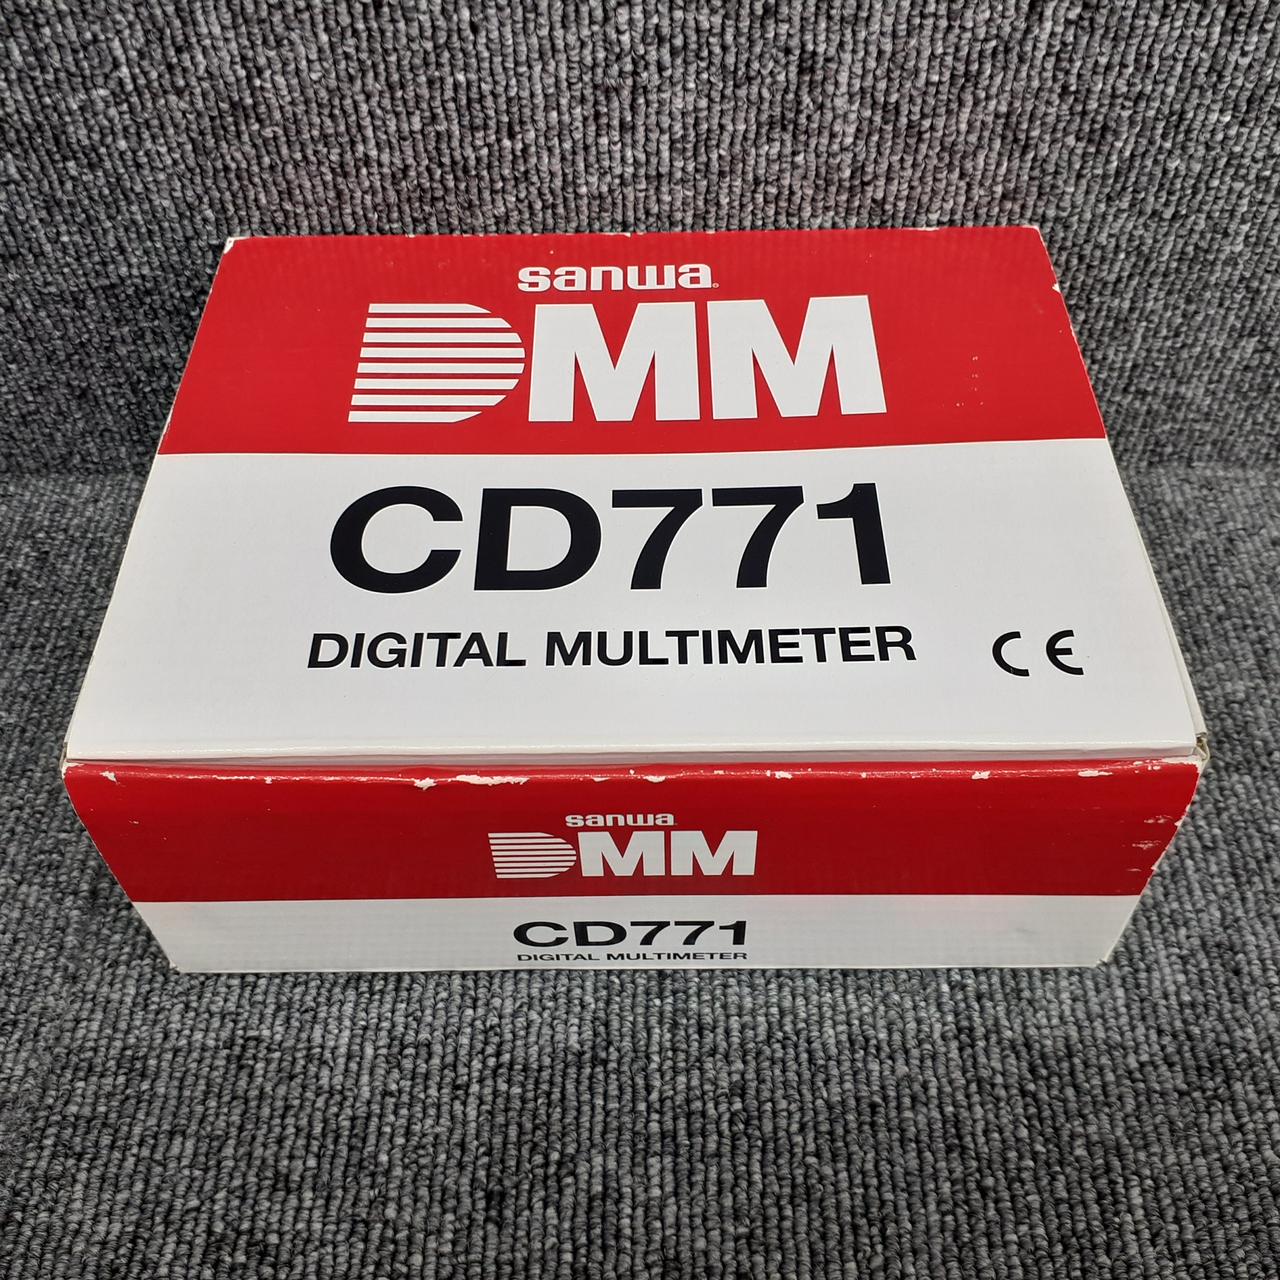 sanwa®
DMM
CD771
DIGITAL MULTIMETER
CE
sanwa
DMM
CD771
DIGITAL MULTIMETER